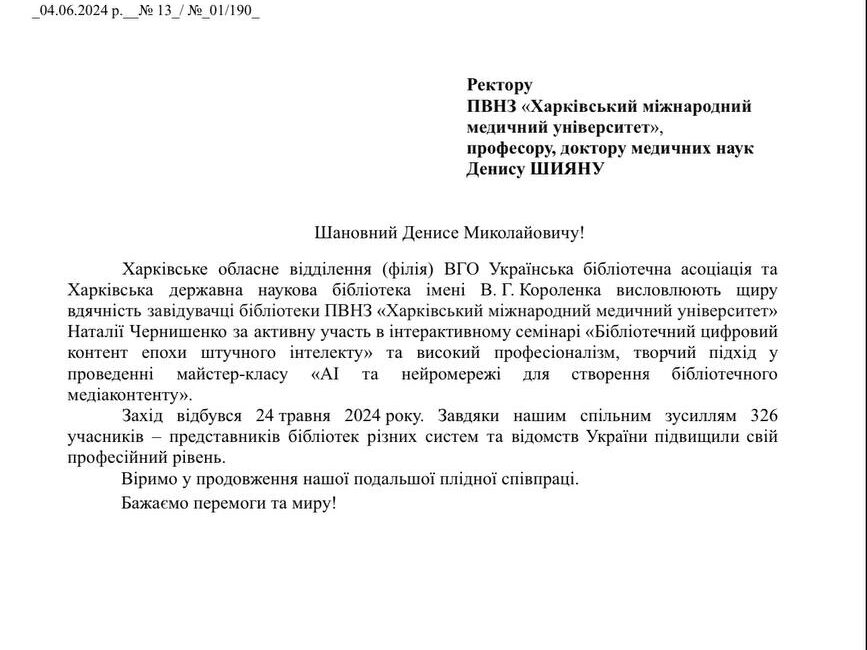 _04.06.2024 р.__№ 13_/ №_01/190_
Ректору
ПВНЗ «Харківський міжнародний
медичний університет»,
професору, доктору медичних наук
Денису ШИЯНУ
Шановний Денисе Миколайовичу!
Харківське обласне відділення (філія) ВГО Українська бібліотечна асоціація та
Харківська державна наукова бібліотека імені В. Г. Короленка висловлюють щиру
вдячність завідувачці бібліотеки ПВНЗ «Харківський міжнародний медичний університет»
Наталії Чернишенко за активну участь в інтерактивному семінарі «Бібліотечний цифровий
контент епохи штучного інтелекту» та високий професіоналізм, творчий підхід у
проведенні майстер-класу «AI та нейромережі для створення бібліотечного
медіаконтенту».
Захід відбувся 24 травня 2024 року. Завдяки нашим спільним зусиллям 326
учасників – представників бібліотек різних систем та відомств України підвищили свій
професійний рівень.
Віримо у продовження нашої подальшої плідної співпраці.
Бажаємо перемоги та миру!